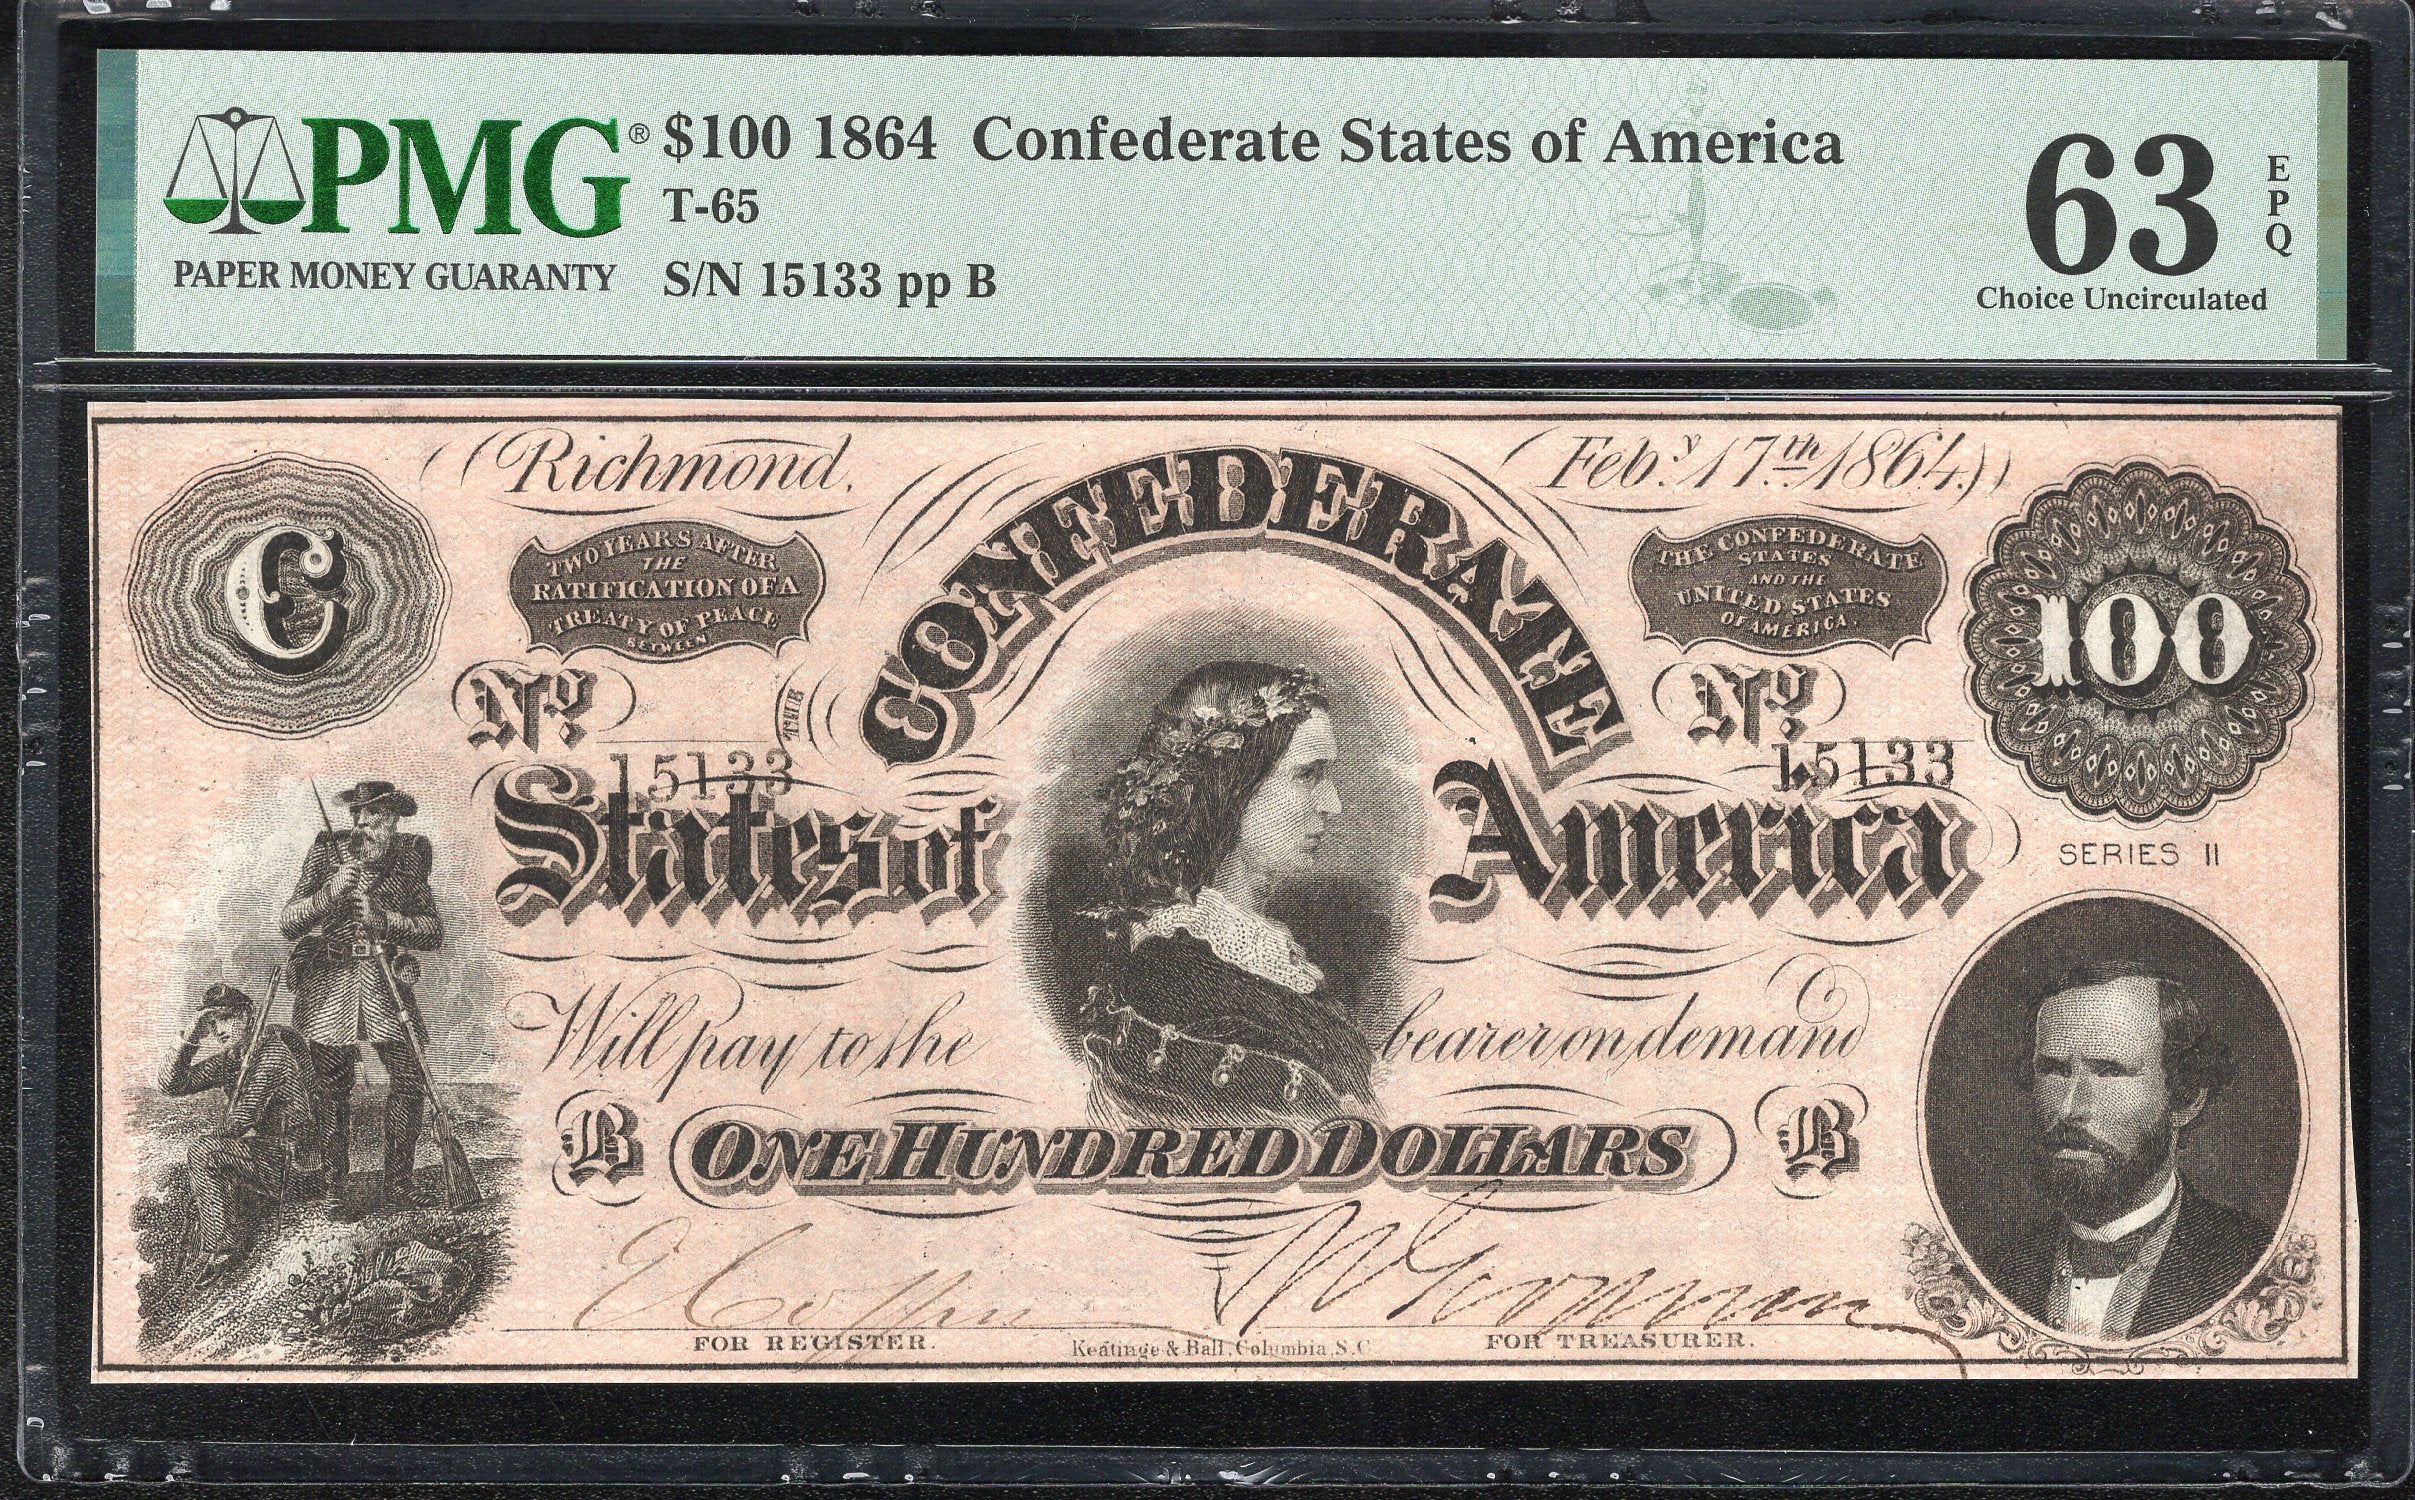 PMG® $100 1864 Confederate States of America
T-65
PAPER MONEY GUARANTY
S/N 15133 pp B
63
EPQ
Choice Uncirculated
Richmond. Feb.y 17th 1864.
C
TWO YEARS AFTER
THE
RATIFICATION OF A
TREATY OF PEACE
BETWEEN
THE CONFEDERATE
STATES
AND THE
UNITED STATES
OF AMERICA.
100
No. 15133
No. 15133
THE CONFEDERATE
States of America
SERIES II
Will pay to the bearer on demand
B ONE HUNDRED DOLLARS B
FOR REGISTER.
Keatinge & Ball, Columbia, S.C.
FOR TREASURER.